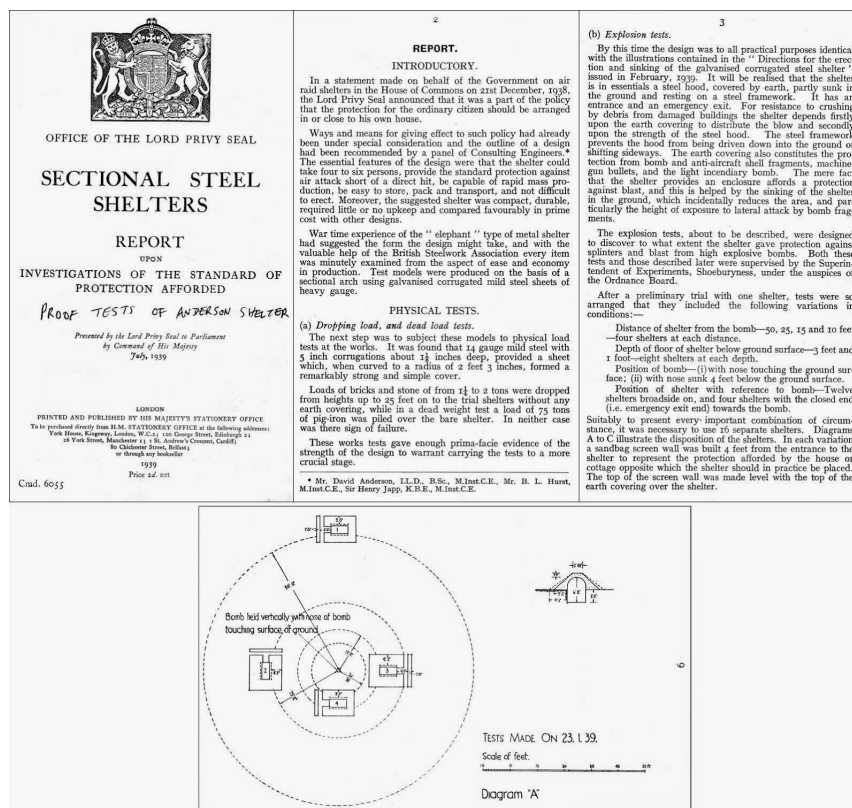 OFFICE OF THE LORD PRIVY SEAL
SECTIONAL STEEL
SHELTERS
REPORT
UPON
INVESTIGATIONS OF THE STANDARD OF
PROTECTION AFFORDED
PROOF TESTS OF ANDERSON SHELTER
Presented by the Lord Privy Seal to Parliament
by Command of His Majesty
July, 1939
LONDON
PRINTED AND PUBLISHED BY HIS MAJESTY'S STATIONERY OFFICE
To be purchased directly from H.M. STATIONERY OFFICE at the following addresses:
York House, Kingsway, London, W.C.2; 120 George Street, Edinburgh 2;
26 York Street, Manchester 1; 1 St. Andrew's Crescent, Cardiff;
80 Chichester Street, Belfast;
or through any bookseller
1939
Price 2d. net
Cmd. 6055
2
REPORT.
INTRODUCTORY.
In a statement made on behalf of the Government on air
raid shelters in the House of Commons on 21st December, 1938,
the Lord Privy Seal announced that it was a part of the policy
that the protection for the ordinary citizen should be arranged
in or close to his own house.
Ways and means for giving effect to such policy had already
been under special consideration and the outline of a design
had been recommended by a panel of Consulting Engineers.*
The essential features of the design were that the shelter could
take four to six persons, provide the standard protection against
air attack short of a direct hit, be capable of rapid mass pro-
duction, be easy to store, pack and transport, and not difficult
to erect. Moreover, the suggested shelter was compact, durable,
required little or no upkeep and compared favourably in prime
cost with other designs.
War time experience of the " elephant " type of metal shelter
had suggested the form the design might take, and with the
valuable help of the British Steelwork Association every item
was minutely examined from the aspect of ease and economy
in production. Test models were produced on the basis of a
sectional arch using galvanised corrugated mild steel sheets of
heavy gauge.
PHYSICAL TESTS.
(a) Dropping load, and dead load tests.
The next step was to subject these models to physical load
tests at the works. It was found that 14 gauge mild steel with
5 inch corrugations about 1¼ inches deep, provided a sheet
which, when curved to a radius of 2 feet 3 inches, formed a
remarkably strong and simple cover.
Loads of bricks and stone of from 1½ to 2 tons were dropped
from heights up to 25 feet on to the trial shelters without any
earth covering, while in a dead weight test a load of 75 tons
of pig-iron was piled over the bare shelter. In neither case
was there sign of failure.
These works tests gave enough prima-facie evidence of the
strength of the design to warrant carrying the tests to a more
crucial stage.
* Mr. David Anderson, LL.D., B.Sc., M.Inst.C.E., Mr. B. L. Hurst,
M.Inst.C.E., Sir Henry Japp, K.B.E., M.Inst.C.E.
3
(b) Explosion tests.
By this time the design was to all practical purposes identical
with the illustrations contained in the " Directions for the erec-
tion and sinking of the galvanised corrugated steel shelter "
issued in February, 1939. It will be realised that the shelter
is in essentials a steel hood, covered by earth, partly sunk in
the ground and resting on a steel framework. It has an
entrance and an emergency exit. For resistance to crushing
by debris from damaged buildings the shelter depends firstly
upon the earth covering to distribute the blow and secondly
upon the strength of the steel hood. The steel framework
prevents the hood from being driven down into the ground or
shifting sideways. The earth covering also constitutes the pro-
tection from bomb and anti-aircraft shell fragments, machine-
gun bullets, and the light incendiary bomb. The mere fact
that the shelter provides an enclosure affords a protection
against blast, and this is helped by the sinking of the shelter
in the ground, which incidentally reduces the area, and par-
ticularly the height of exposure to lateral attack by bomb frag-
ments.
The explosion tests, about to be described, were designed
to discover to what extent the shelter gave protection against
splinters and blast from high explosive bombs. Both these
tests and those described later were supervised by the Superin-
tendent of Experiments, Shoeburyness, under the auspices of
the Ordnance Board.
After a preliminary trial with one shelter, tests were so
arranged that they included the following variations in
conditions:—
Distance of shelter from the bomb—50, 25, 15 and 10 feet
—four shelters at each distance.
Depth of floor of shelter below ground surface—3 feet and
1 foot—eight shelters at each depth.
Position of bomb—(i) with nose touching the ground sur-
face; (ii) with nose sunk 4 feet below the ground surface.
Position of shelter with reference to bomb—Twelve
shelters broadside on, and four shelters with the closed end
(i.e. emergency exit end) towards the bomb.
Suitably to present every important combination of circum-
stance, it was necessary to use 16 separate shelters. Diagrams
A to C illustrate the disposition of the shelters. In each variation
a sandbag screen wall was built 4 feet from the entrance to the
shelter to represent the protection afforded by the house or
cottage opposite which the shelter should in practice be placed.
The top of the screen wall was made level with the top of the
earth covering over the shelter.
1
Bomb held vertically with nose of bomb
touching surface of ground
2
3
4
6
TESTS MADE ON 23.1.39.
Scale of feet.
Diagram "A"